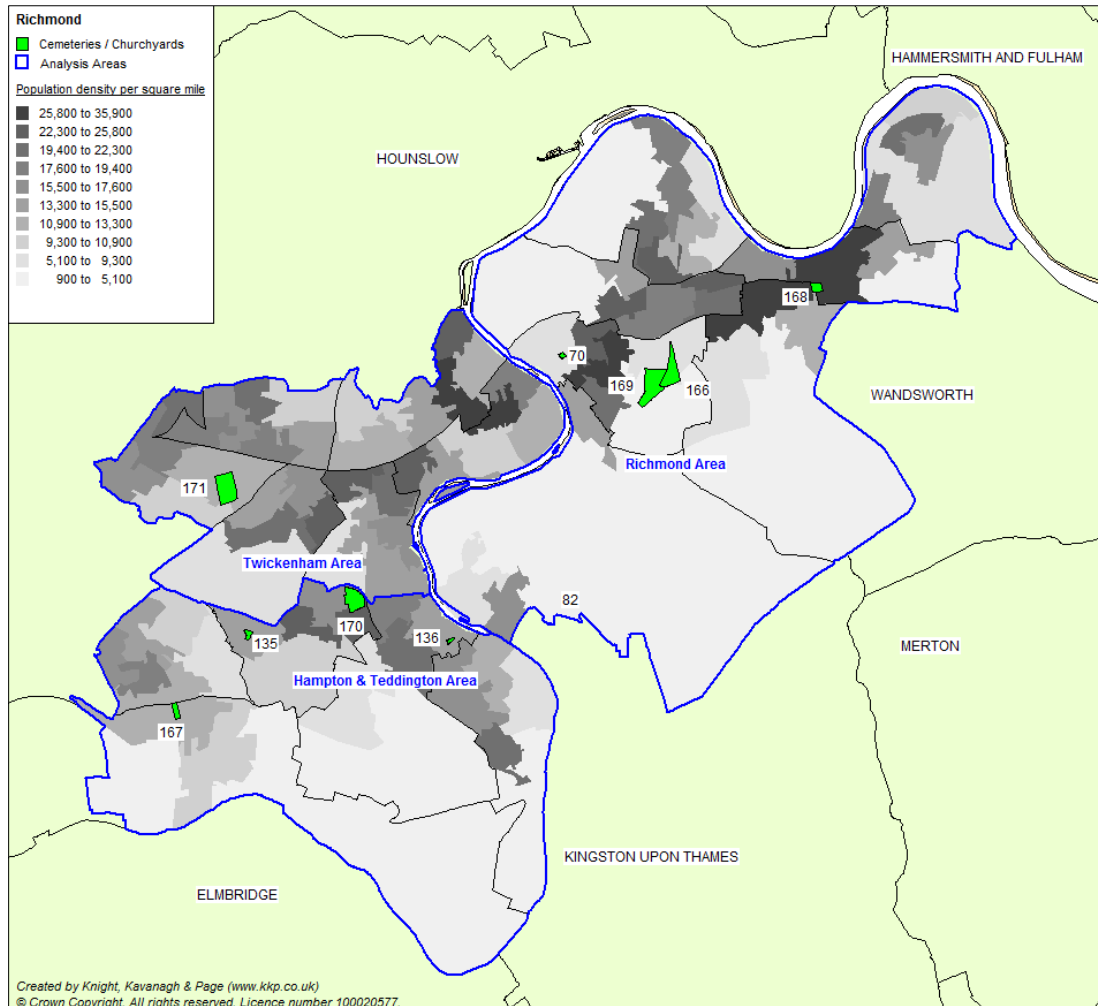 Richmond
Cemeteries / Churchyards
Analysis Areas
Population density per square mile
25,800 to 35,900
22,300 to 25,800
19,400 to 22,300
17,600 to 19,400
15,500 to 17,600
13,300 to 15,500
10,900 to 13,300
9,300 to 10,900
5,100 to 9,300
900 to 5,100
HAMMERSMITH AND FULHAM
HOUNSLOW
168
70
169
166
WANDSWORTH
Richmond Area
171
Twickenham Area
82
170
136
135
MERTON
Hampton & Teddington Area
167
KINGSTON UPON THAMES
ELMBRIDGE
Created by Knight, Kavanagh & Page (www.kkp.co.uk)
© Crown Copyright. All rights reserved. Licence number 100020577.